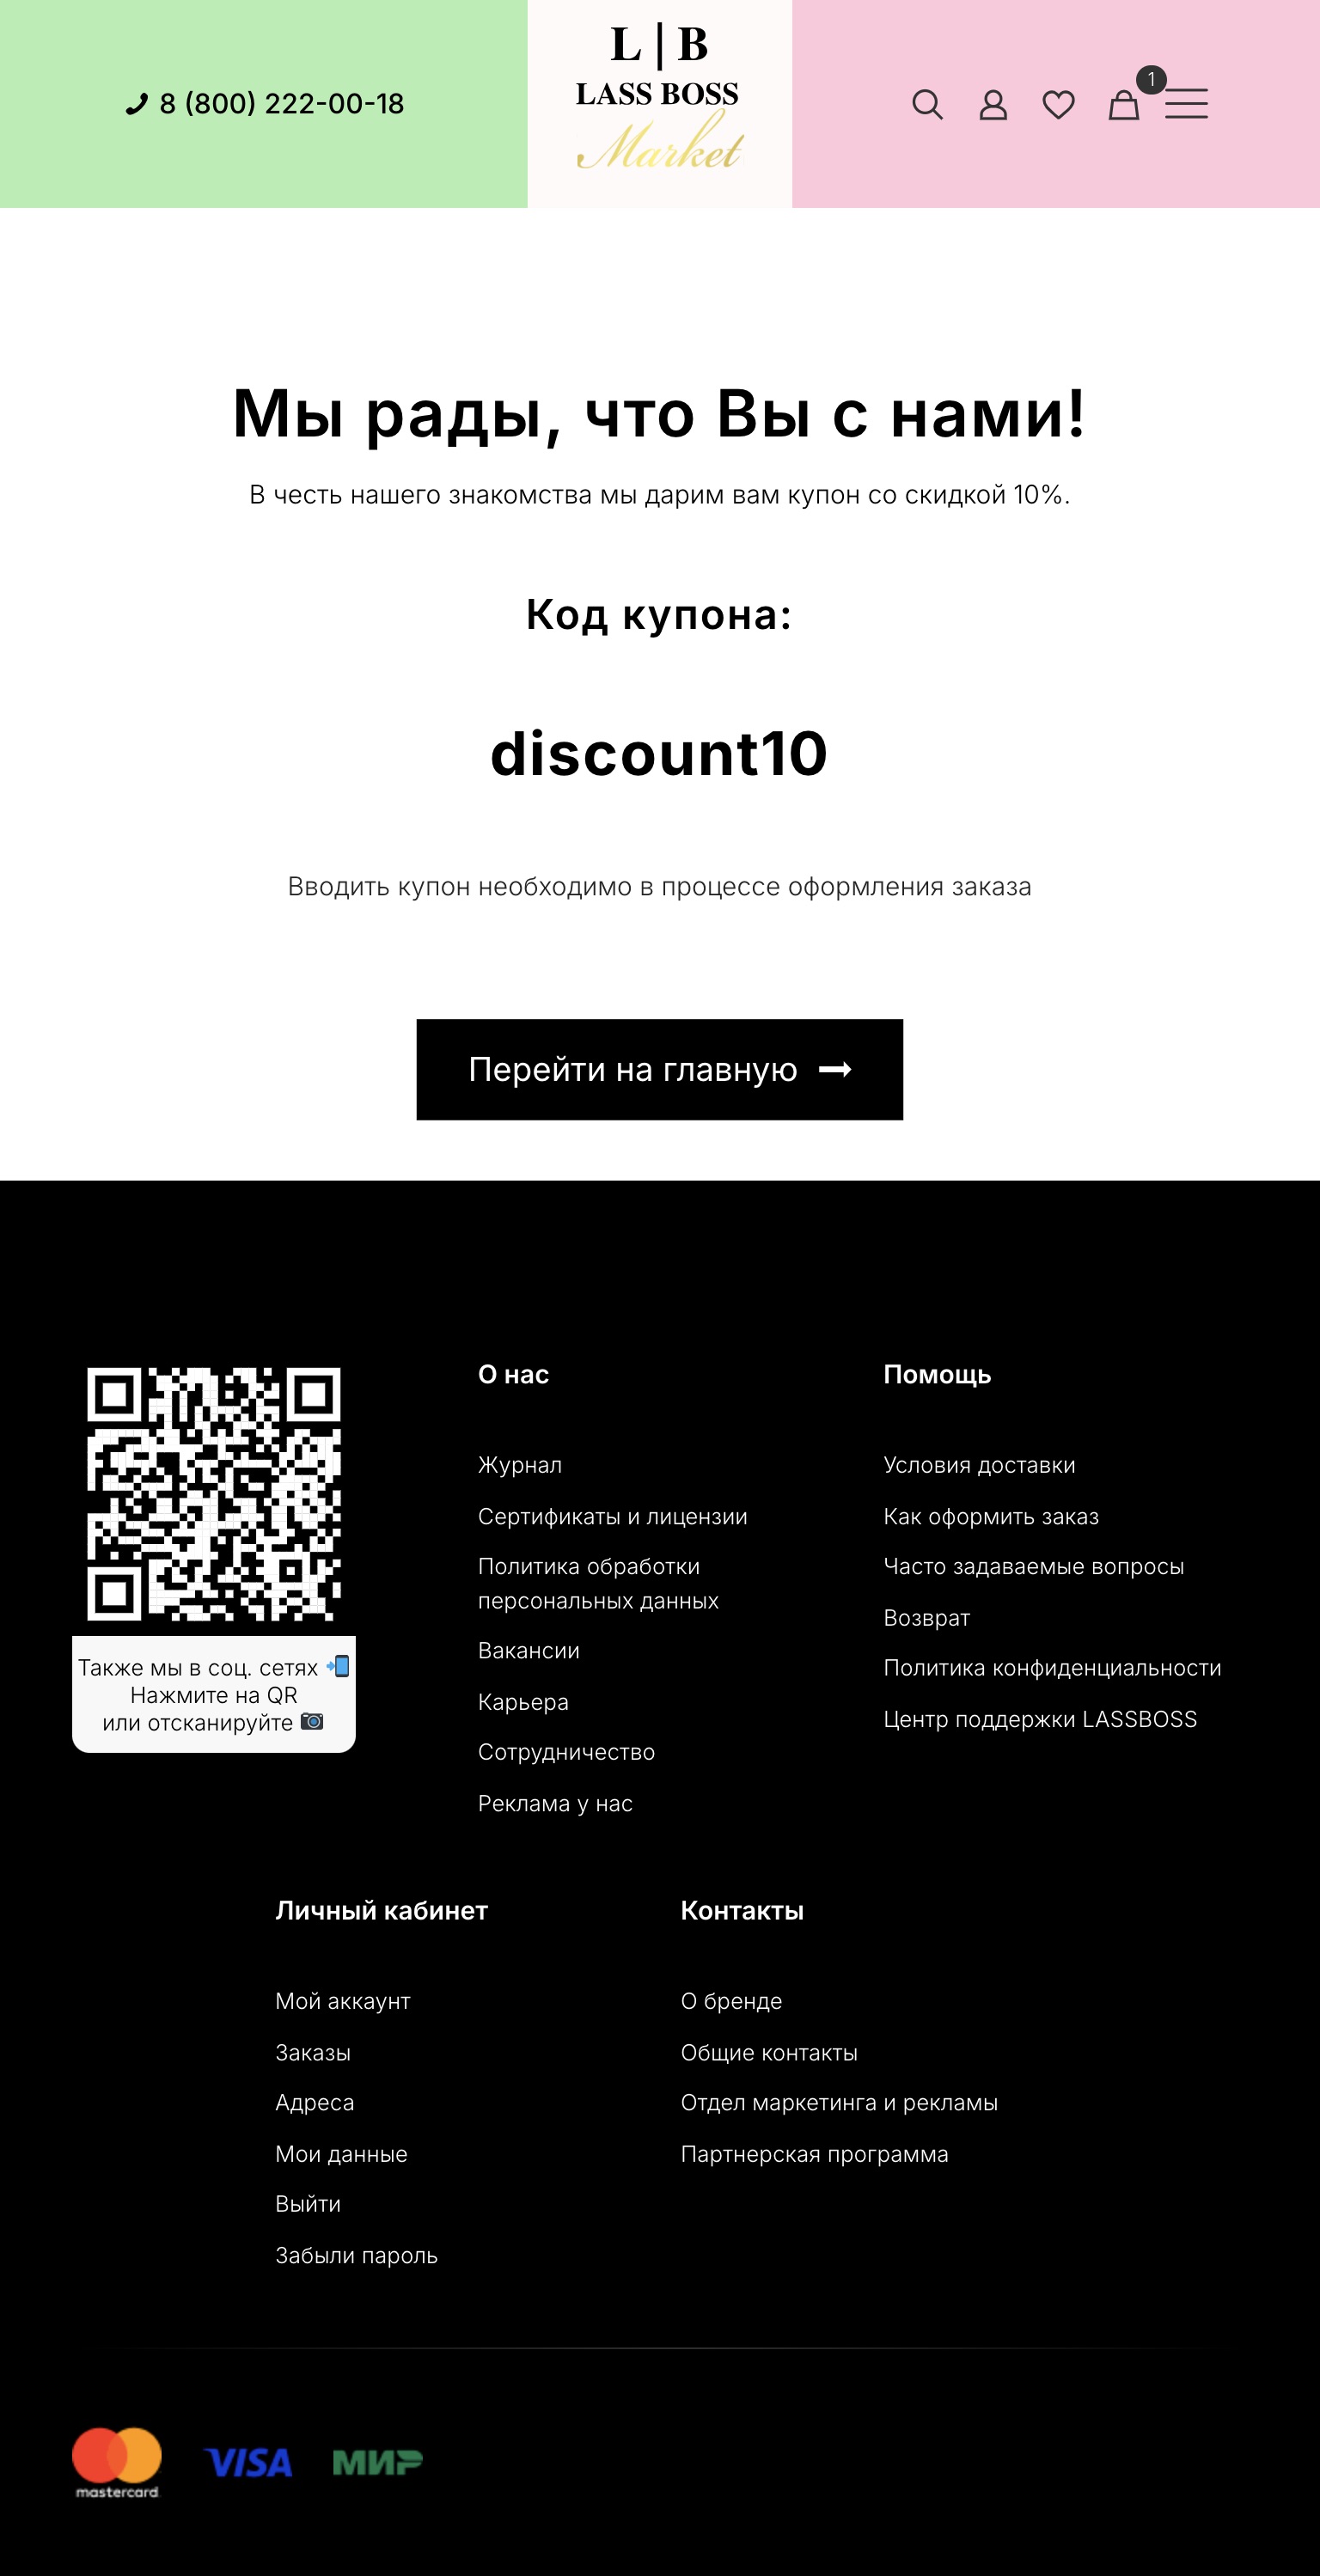 8 (800) 222-00-18
L | B
LASS BOSS
Market
1
Мы рады, что Вы с нами!
В честь нашего знакомства мы дарим вам купон со скидкой 10%.
Код купона:
discount10
Вводить купон необходимо в процессе оформления заказа
Перейти на главную
Также мы в соц. сетях
Нажмите на QR
или отсканируйте
О нас
Журнал
Сертификаты и лицензии
Политика обработки
персональных данных
Вакансии
Карьера
Сотрудничество
Реклама у нас
Помощь
Условия доставки
Как оформить заказ
Часто задаваемые вопросы
Возврат
Политика конфиденциальности
Центр поддержки LASSBOSS
Личный кабинет
Мой аккаунт
Заказы
Адреса
Мои данные
Выйти
Забыли пароль
Контакты
О бренде
Общие контакты
Отдел маркетинга и рекламы
Партнерская программа
mastercard
VISA
МИР